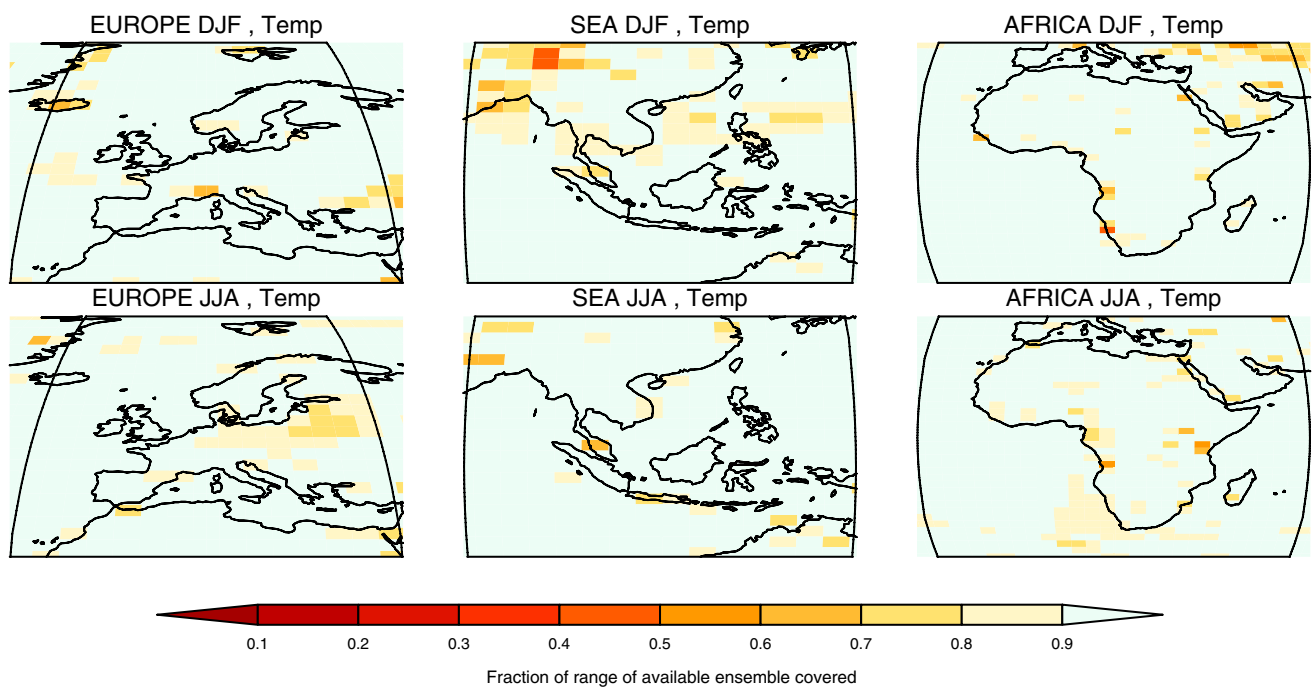 EUROPE DJF , Temp
SEA DJF , Temp
AFRICA DJF , Temp
EUROPE JJA , Temp
SEA JJA , Temp
AFRICA JJA , Temp
0.1 0.2 0.3 0.4 0.5 0.6 0.7 0.8 0.9
Fraction of range of available ensemble covered